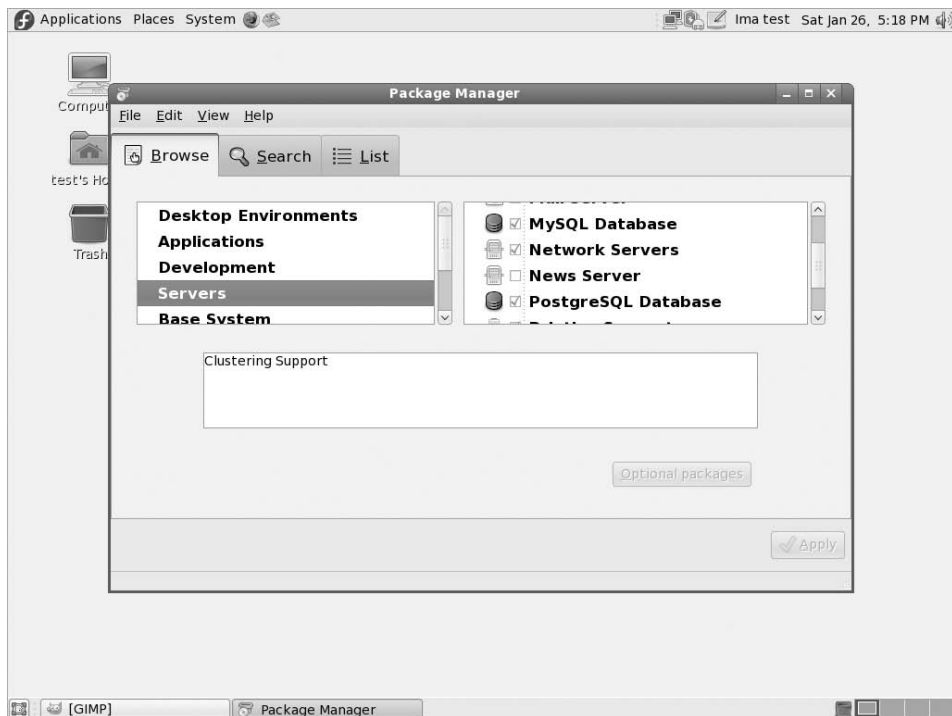 Applications Places System
Ima test Sat Jan 26, 5:18 PM
Package Manager
Comput
File Edit View Help
Browse Search List
test's Ho
Trash
Desktop Environments
Applications
Development
Servers
Base System
MySQL Database
Network Servers
News Server
PostgreSQL Database
Clustering Support
Optional packages
Apply
[GIMP] Package Manager